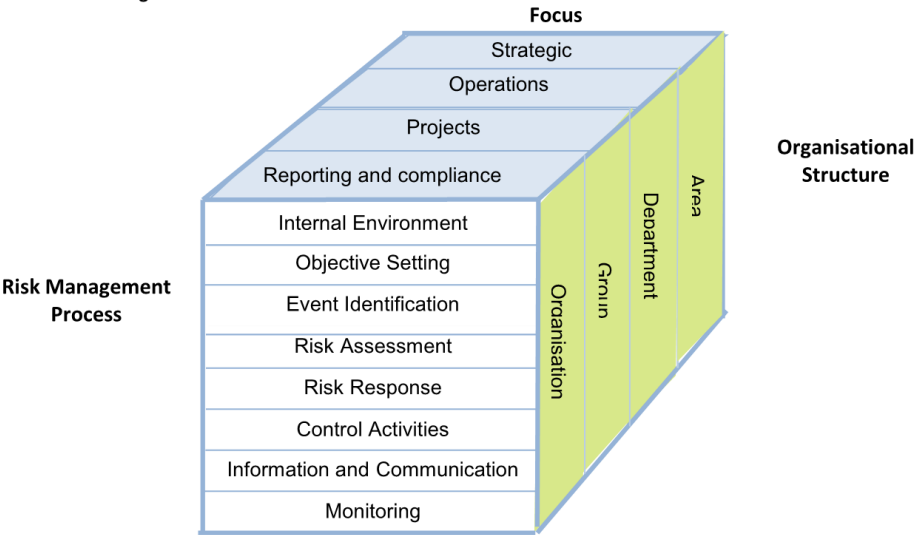 Focus
Strategic
Operations
Projects
Reporting and compliance
Organisational
Structure
Area
Department
Group
Organisation
Internal Environment
Objective Setting
Event Identification
Risk Assessment
Risk Response
Control Activities
Information and Communication
Monitoring
Risk Management
Process